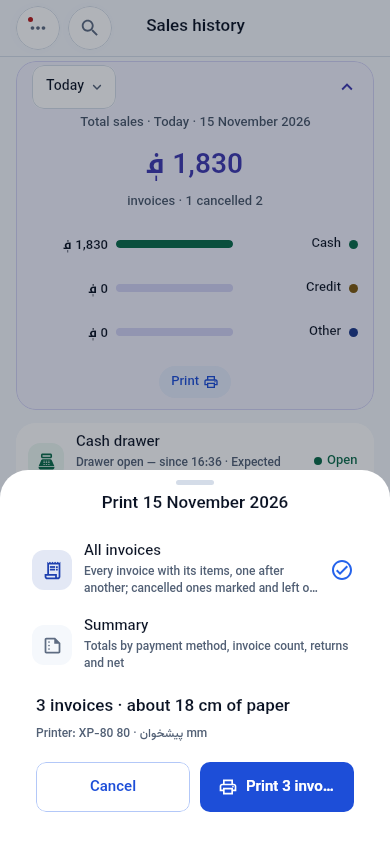 Sales history
Today
Total sales · Today · 15 November 2026
؋ 1,830
invoices · 1 cancelled 2
؋ 1,830 Cash
؋ 0 Credit
؋ 0 Other
Print
Cash drawer
Drawer open — since 16:36 · Expected
Open
Print 15 November 2026
All invoices
Every invoice with its items, one after
another; cancelled ones marked and left o…
Summary
Totals by payment method, invoice count, returns
and net
3 invoices · about 18 cm of paper
Printer: XP-80 80 · پیشخوان mm
Cancel
Print 3 invo…